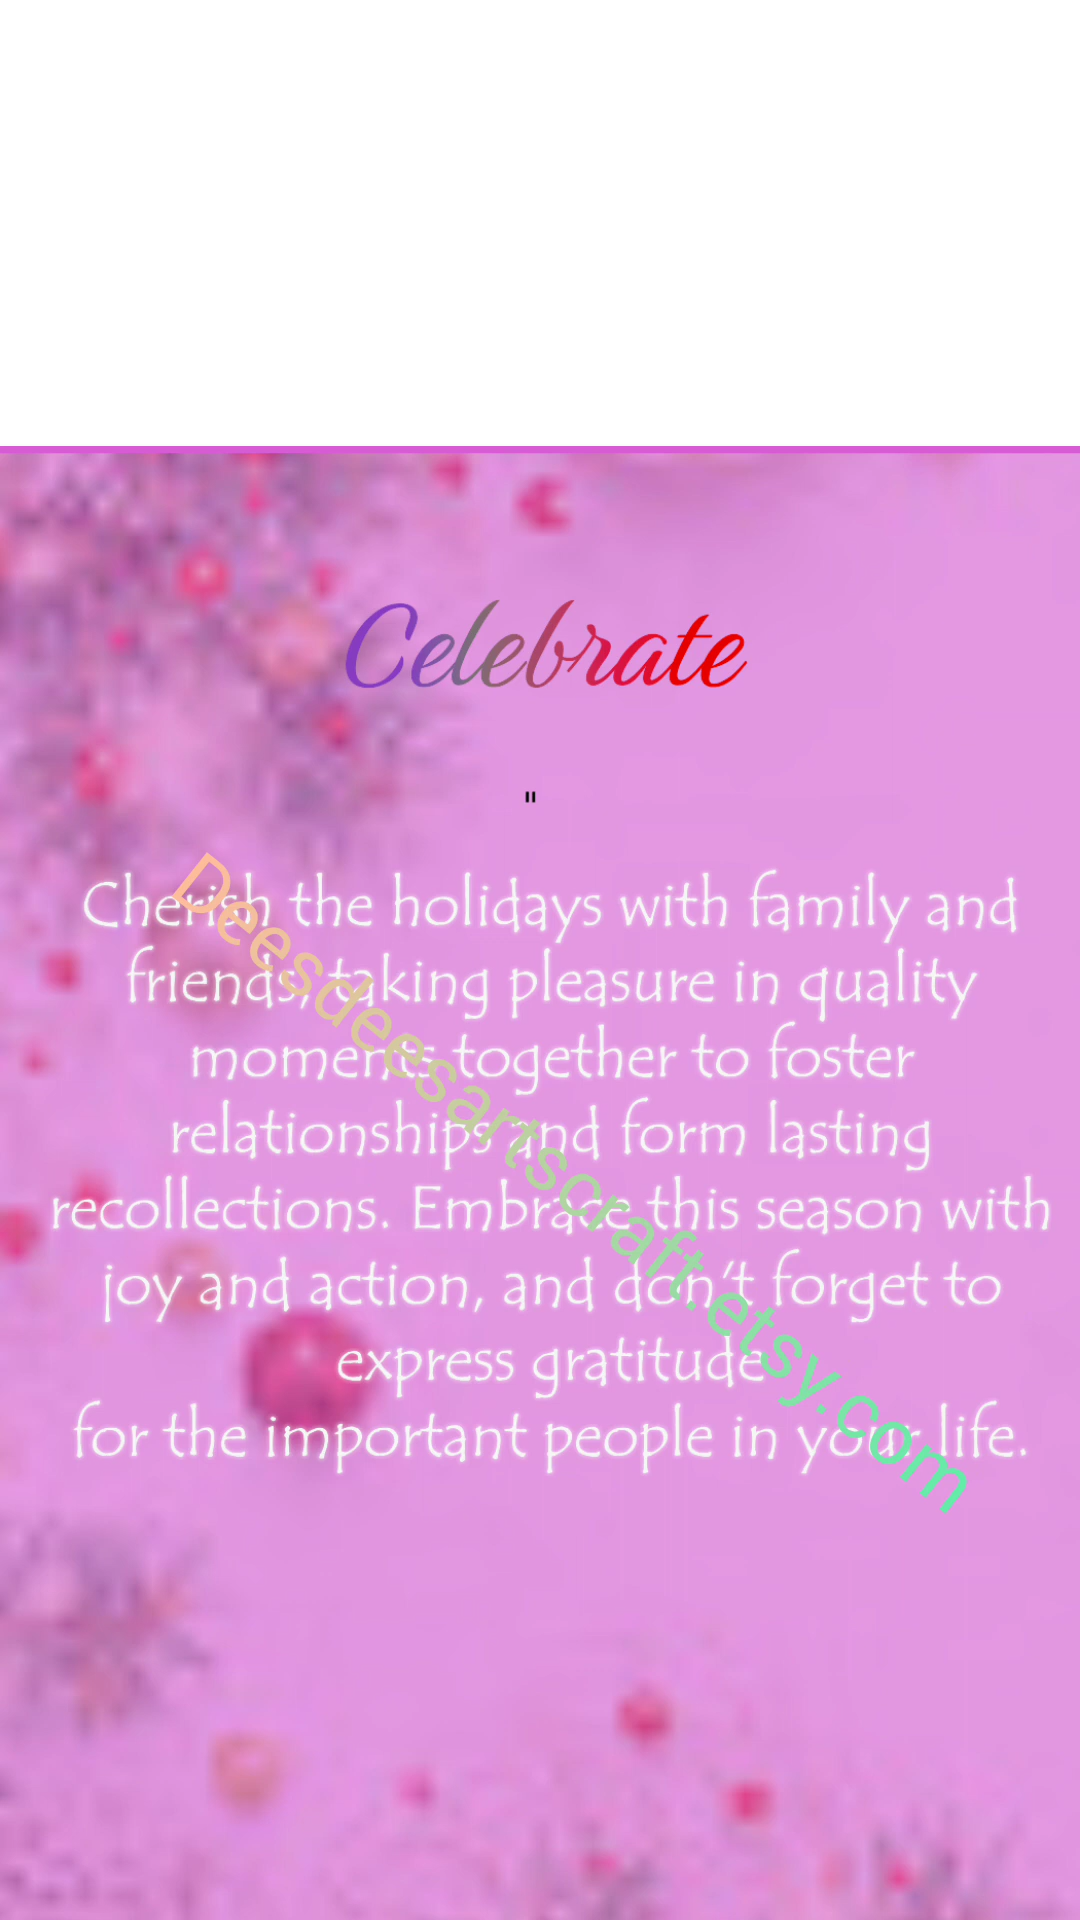 Celebrate
"
Cherish the holidays with family and
friends, taking pleasure in quality
moments together to foster
relationships and form lasting
recollections. Embrace this season with
joy and action, and don't forget to
express gratitude
for the important people in your life.
Deesdeesartscraft.etsy.com